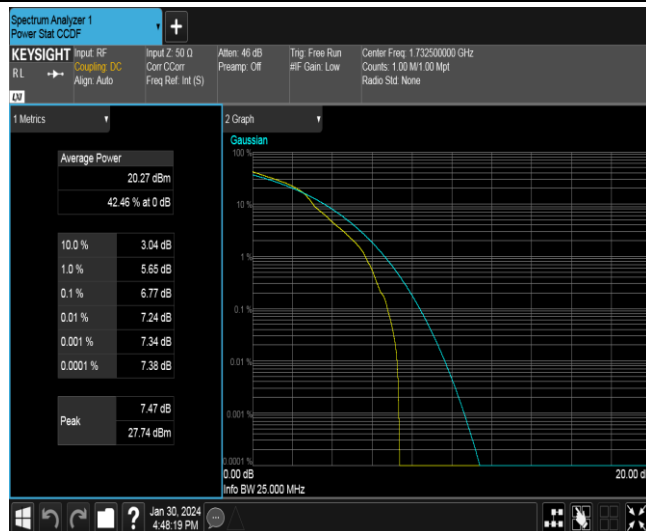 Spectrum Analyzer 1
Power Stat CCDF
+
KEYSIGHT
RL
LXI
Input: RF
Coupling: DC
Align: Auto
Input Z: 50 Ω
Corr CCorr
Freq Ref: Int (S)
Atten: 46 dB
Preamp: Off
Trig: Free Run
#IF Gain: Low
Center Freq: 1.732500000 GHz
Counts: 1.00 M/1.00 Mpt
Radio Std: None
1 Metrics
Average Power
20.27 dBm
42.46 % at 0 dB
10.0 % 3.04 dB
1.0 % 5.65 dB
0.1 % 6.77 dB
0.01 % 7.24 dB
0.001 % 7.34 dB
0.0001 % 7.38 dB
Peak 7.47 dB
27.74 dBm
2 Graph
Gaussian
100 %
10 %
1 %
0.1 %
0.01 %
0.001 %
0.0001 %
0.00 dB 20.00 d
Info BW 25.000 MHz
?
Jan 30, 2024
4:48:19 PM